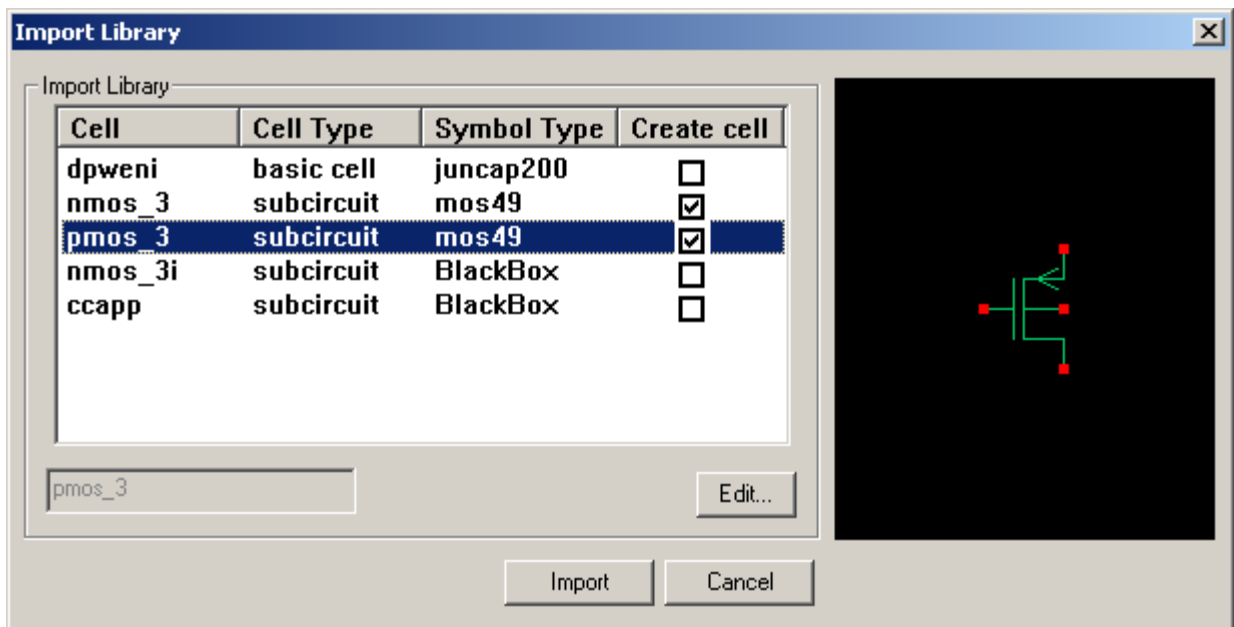 Import Library
Import Library
Cell Cell Type Symbol Type Create cell
dpweni basic cell juncap200
nmos_3 subcircuit mos49
pmos_3 subcircuit mos49
nmos_3i subcircuit BlackBox
ccapp subcircuit BlackBox
pmos_3 Edit...
Import Cancel